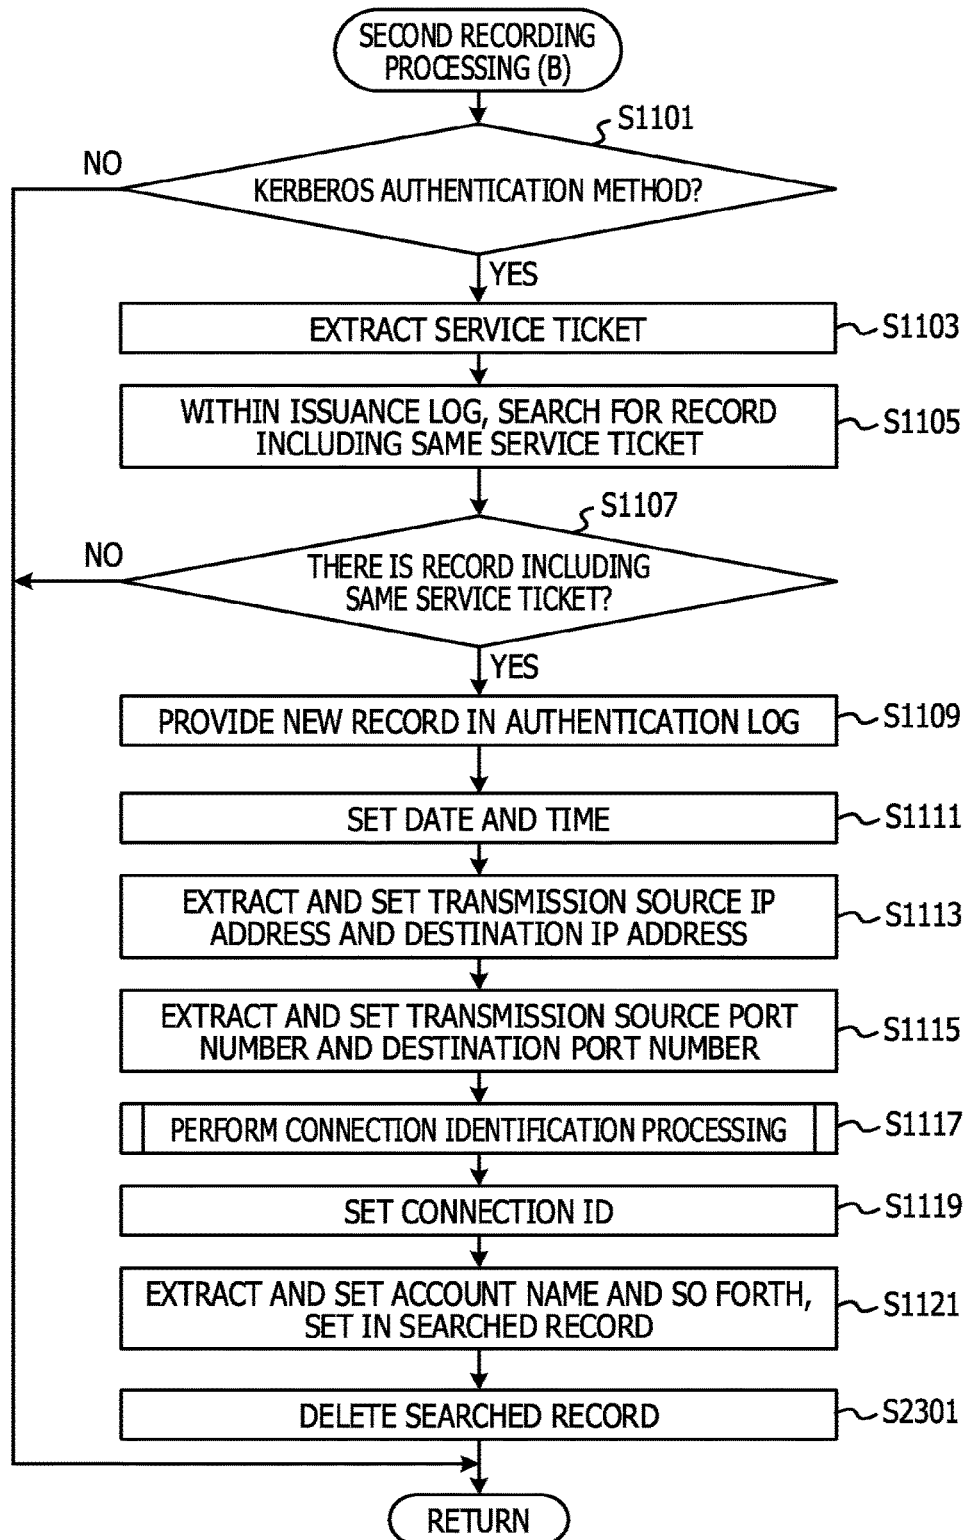 SECOND RECORDING
PROCESSING (B)
S1101
NO
KERBEROS AUTHENTICATION METHOD?
YES
EXTRACT SERVICE TICKET
S1103
WITHIN ISSUANCE LOG, SEARCH FOR RECORD
INCLUDING SAME SERVICE TICKET
S1105
S1107
NO
THERE IS RECORD INCLUDING
SAME SERVICE TICKET?
YES
PROVIDE NEW RECORD IN AUTHENTICATION LOG
S1109
SET DATE AND TIME
S1111
EXTRACT AND SET TRANSMISSION SOURCE IP
ADDRESS AND DESTINATION IP ADDRESS
S1113
EXTRACT AND SET TRANSMISSION SOURCE PORT
NUMBER AND DESTINATION PORT NUMBER
S1115
PERFORM CONNECTION IDENTIFICATION PROCESSING
S1117
SET CONNECTION ID
S1119
EXTRACT AND SET ACCOUNT NAME AND SO FORTH,
SET IN SEARCHED RECORD
S1121
DELETE SEARCHED RECORD
S2301
RETURN